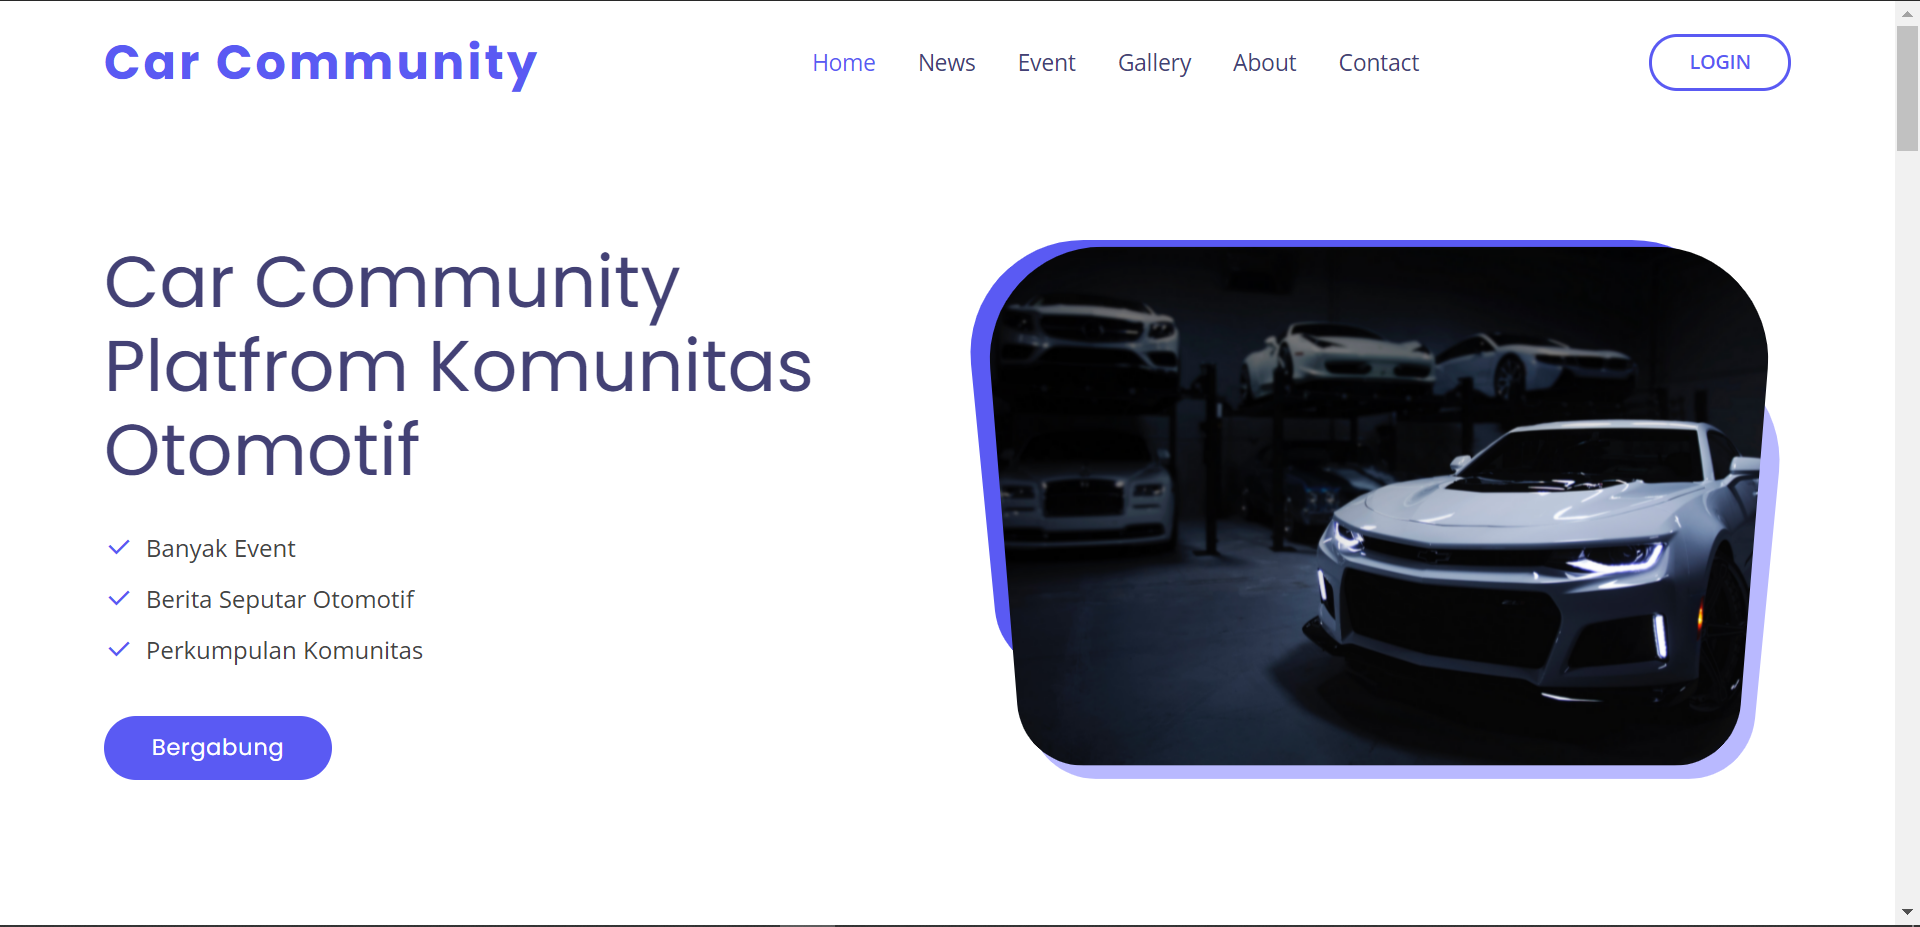 Car Community
Home News Event Gallery About Contact
LOGIN
Car Community
Platfrom Komunitas
Otomotif
Banyak Event
Berita Seputar Otomotif
Perkumpulan Komunitas
Bergabung